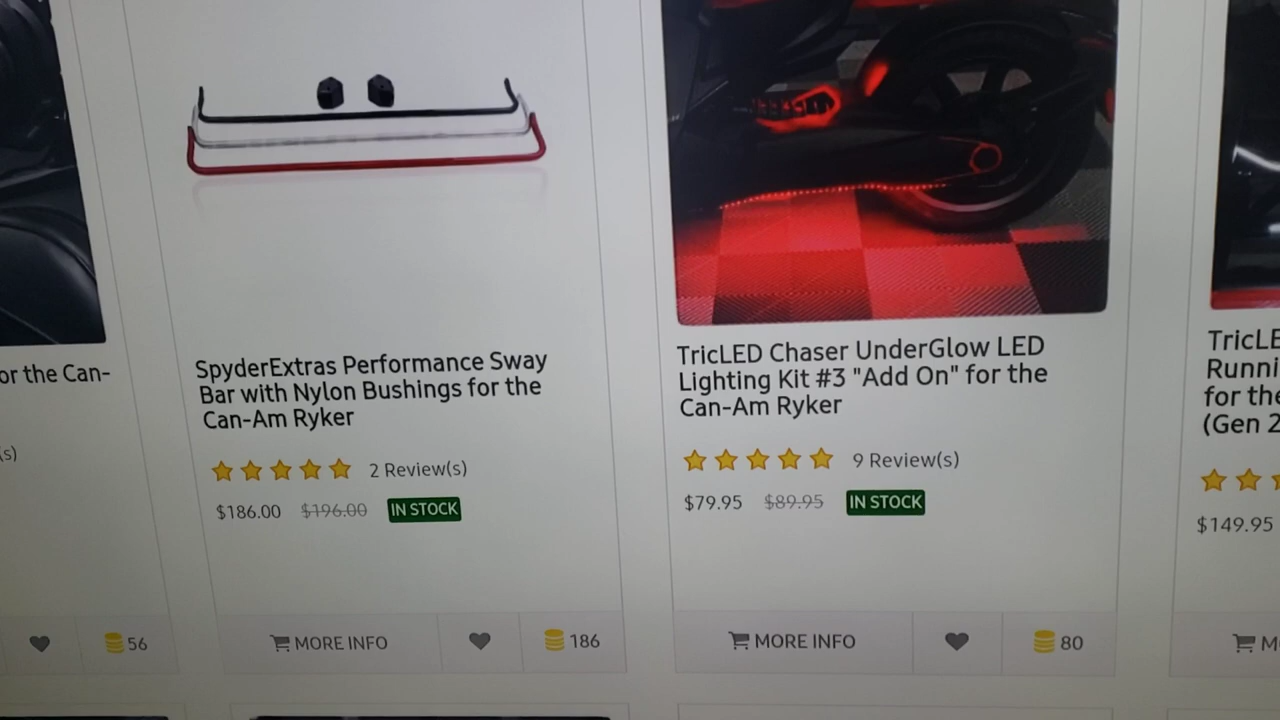 or the Can-
(s)
56
SpyderExtras Performance Sway
Bar with Nylon Bushings for the
Can-Am Ryker
2 Review(s)
$186.00 $196.00 IN STOCK
MORE INFO 186
TricLED Chaser UnderGlow LED
Lighting Kit #3 "Add On" for the
Can-Am Ryker
9 Review(s)
$79.95 $89.95 IN STOCK
MORE INFO 80
TricLE
Runni
for the
(Gen 2
$149.95
M